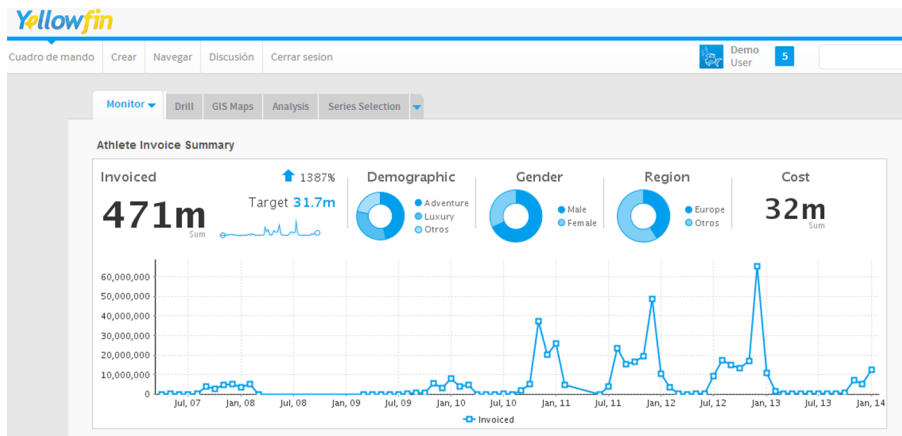 Yellowfin
Cuadro de mando Crear Navegar Discusión Cerrar sesion Demo User 5
Monitor Drill GIS Maps Analysis Series Selection
Athlete Invoice Summary
Invoiced 1387% Demographic Gender Region Cost
471m Sum
Target 31.7m
Adventure
Luxury
Otros
Male
Female
Europe
Otros
32m Sum
60,000,000
50,000,000
40,000,000
30,000,000
20,000,000
10,000,000
0
Jul, 07 Jan, 08 Jul, 08 Jan, 09 Jul, 09 Jan, 10 Jul, 10 Jan, 11 Jul, 11 Jan, 12 Jul, 12 Jan, 13 Jul, 13 Jan, 14
Invoiced